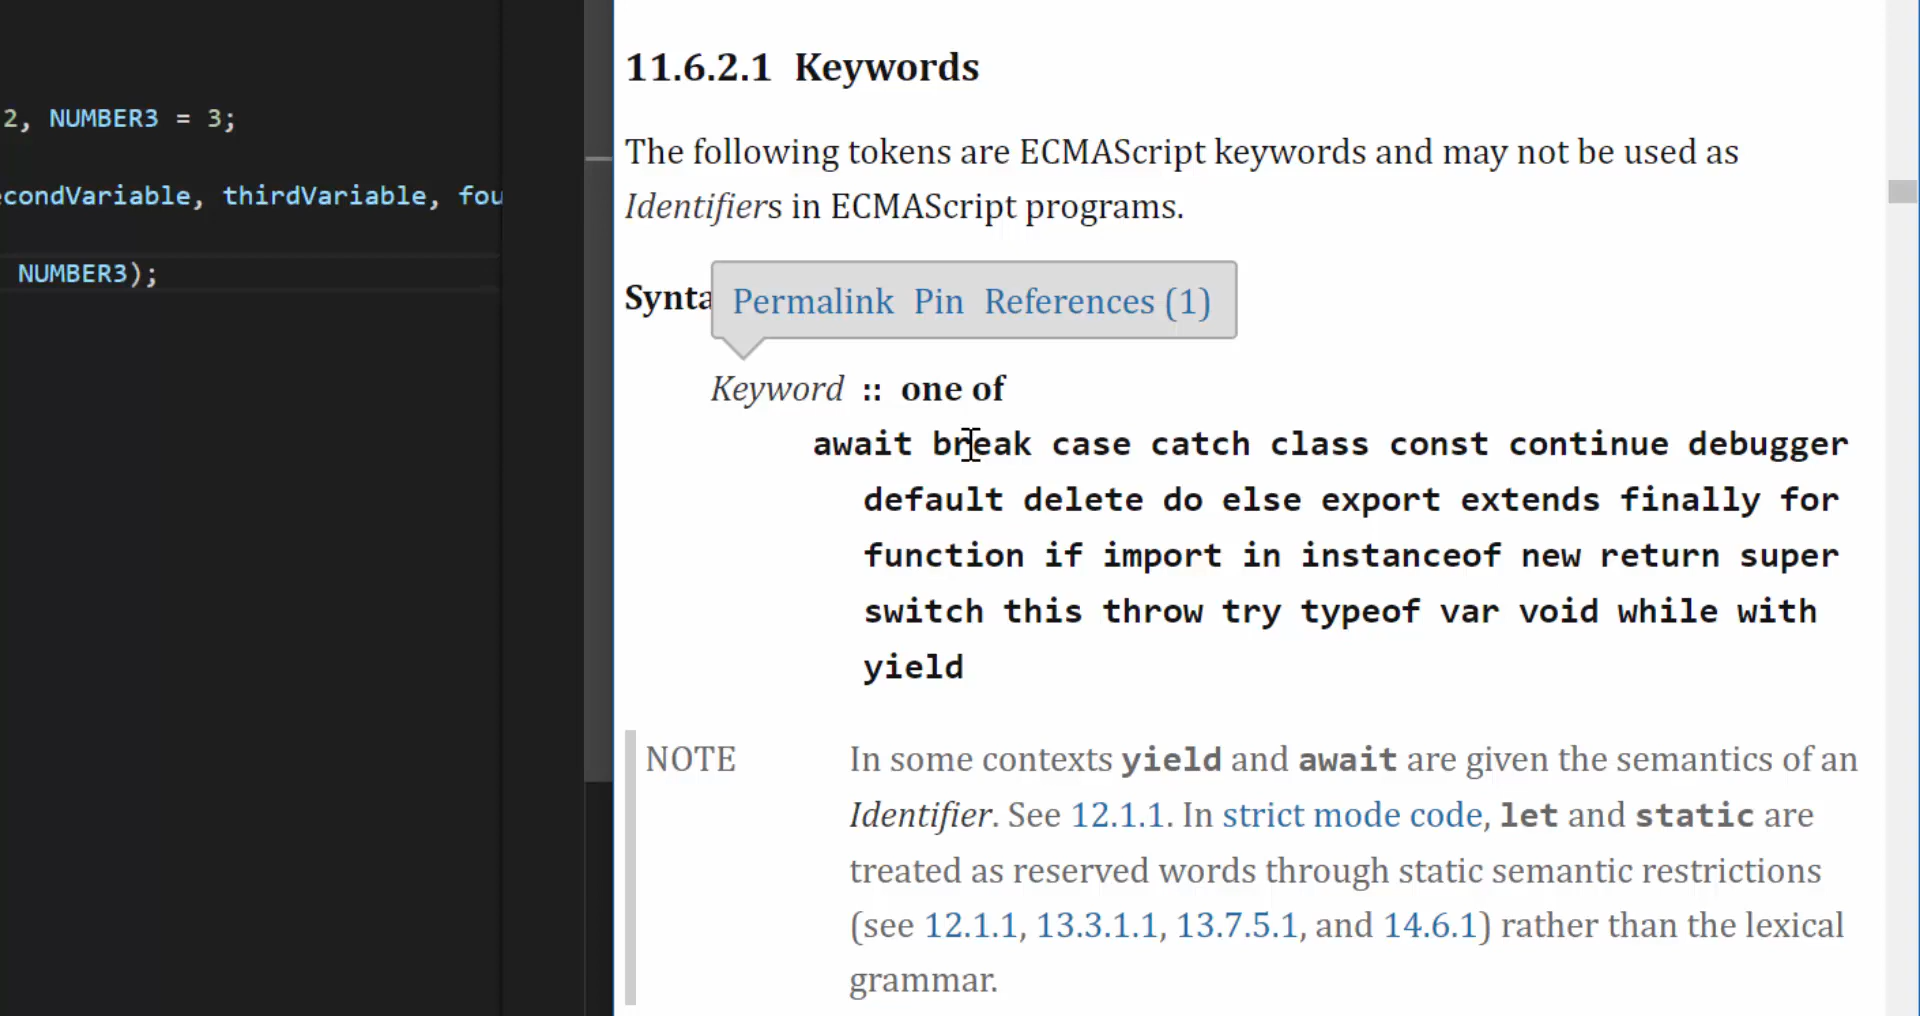 2, NUMBER3 = 3;
condVariable, thirdVariable, fou
NUMBER3);
11.6.2.1 Keywords
The following tokens are ECMAScript keywords and may not be used as
Identifiers in ECMAScript programs.
Synta
Permalink Pin References (1)
Keyword :: one of
await break case catch class const continue debugger
default delete do else export extends finally for
function if import in instanceof new return super
switch this throw try typeof var void while with
yield
NOTE In some contexts yield and await are given the semantics of an
Identifier. See 12.1.1. In strict mode code, let and static are
treated as reserved words through static semantic restrictions
(see 12.1.1, 13.3.1.1, 13.7.5.1, and 14.6.1) rather than the lexical
grammar.